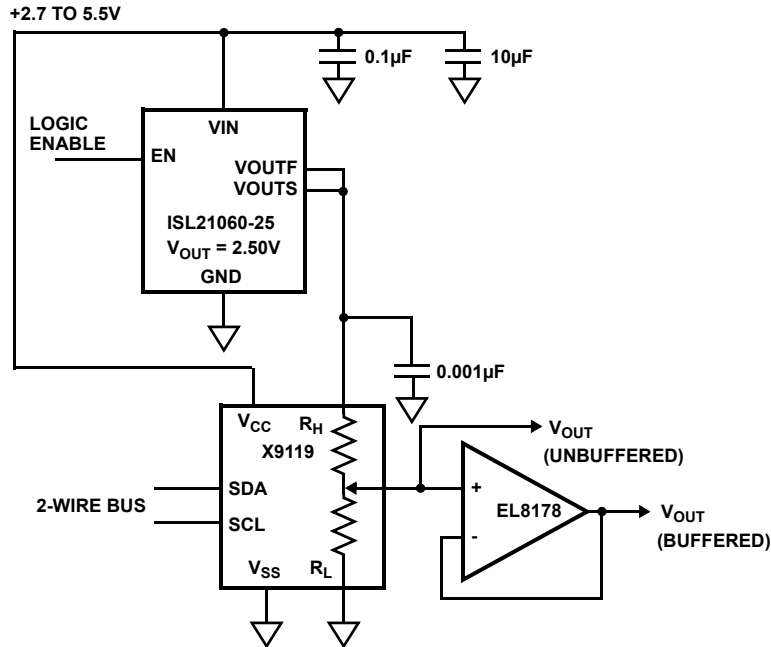 +2.7 TO 5.5V
0.1µF
10µF
LOGIC
ENABLE
VIN
EN
VOUTF
VOUTS
ISL21060-25
VOUT = 2.50V
GND
0.001µF
VCC
RH
X9119
VOUT
(UNBUFFERED)
2-WIRE BUS
SDA
SCL
+
EL8178
-
VOUT
(BUFFERED)
VSS
RL